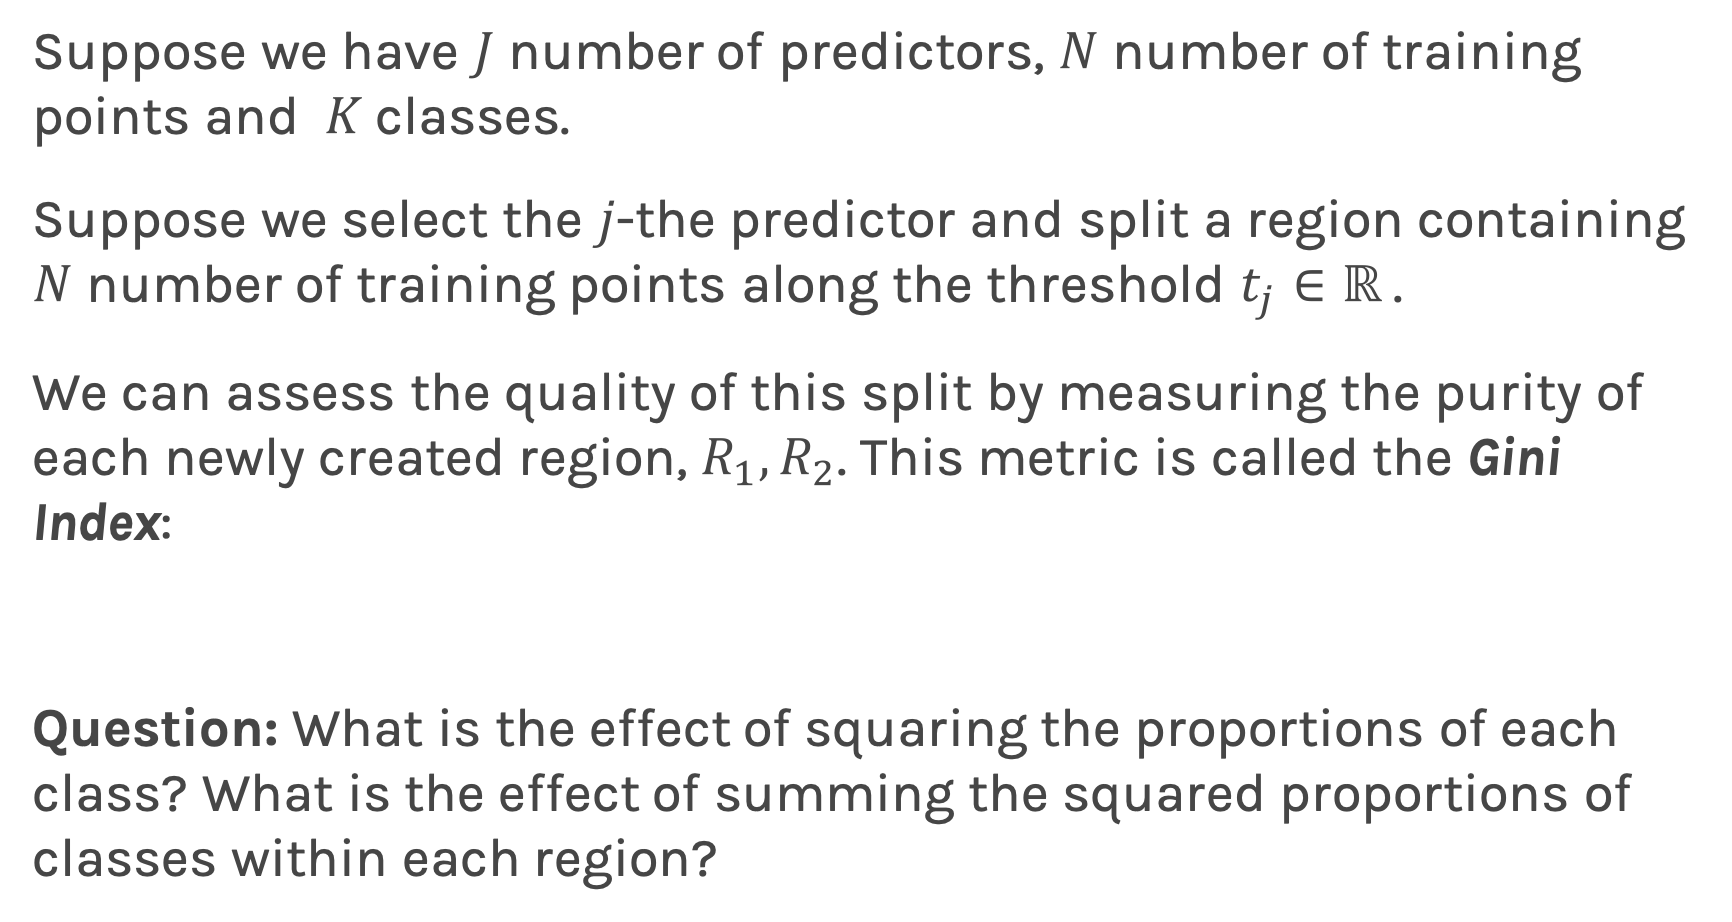 Suppose we have J number of predictors, N number of training
points and K classes.
Suppose we select the j-the predictor and split a region containing
N number of training points along the threshold tⱼ ∈ ℝ .
We can assess the quality of this split by measuring the purity of
each newly created region, R₁, R₂. This metric is called the Gini
Index:
Question: What is the effect of squaring the proportions of each
class? What is the effect of summing the squared proportions of
classes within each region?